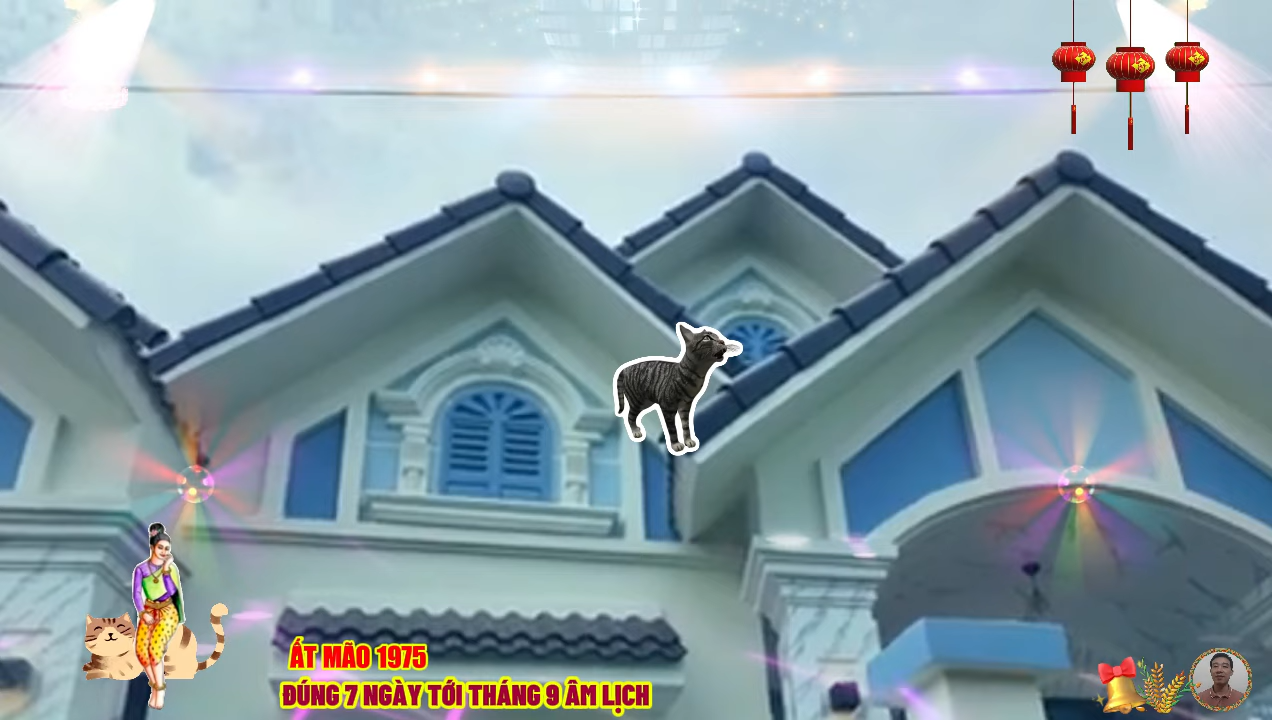 ẤT MÃO 1975
ĐÚNG 7 NGÀY TỚI THÁNG 9 ÂM LỊCH